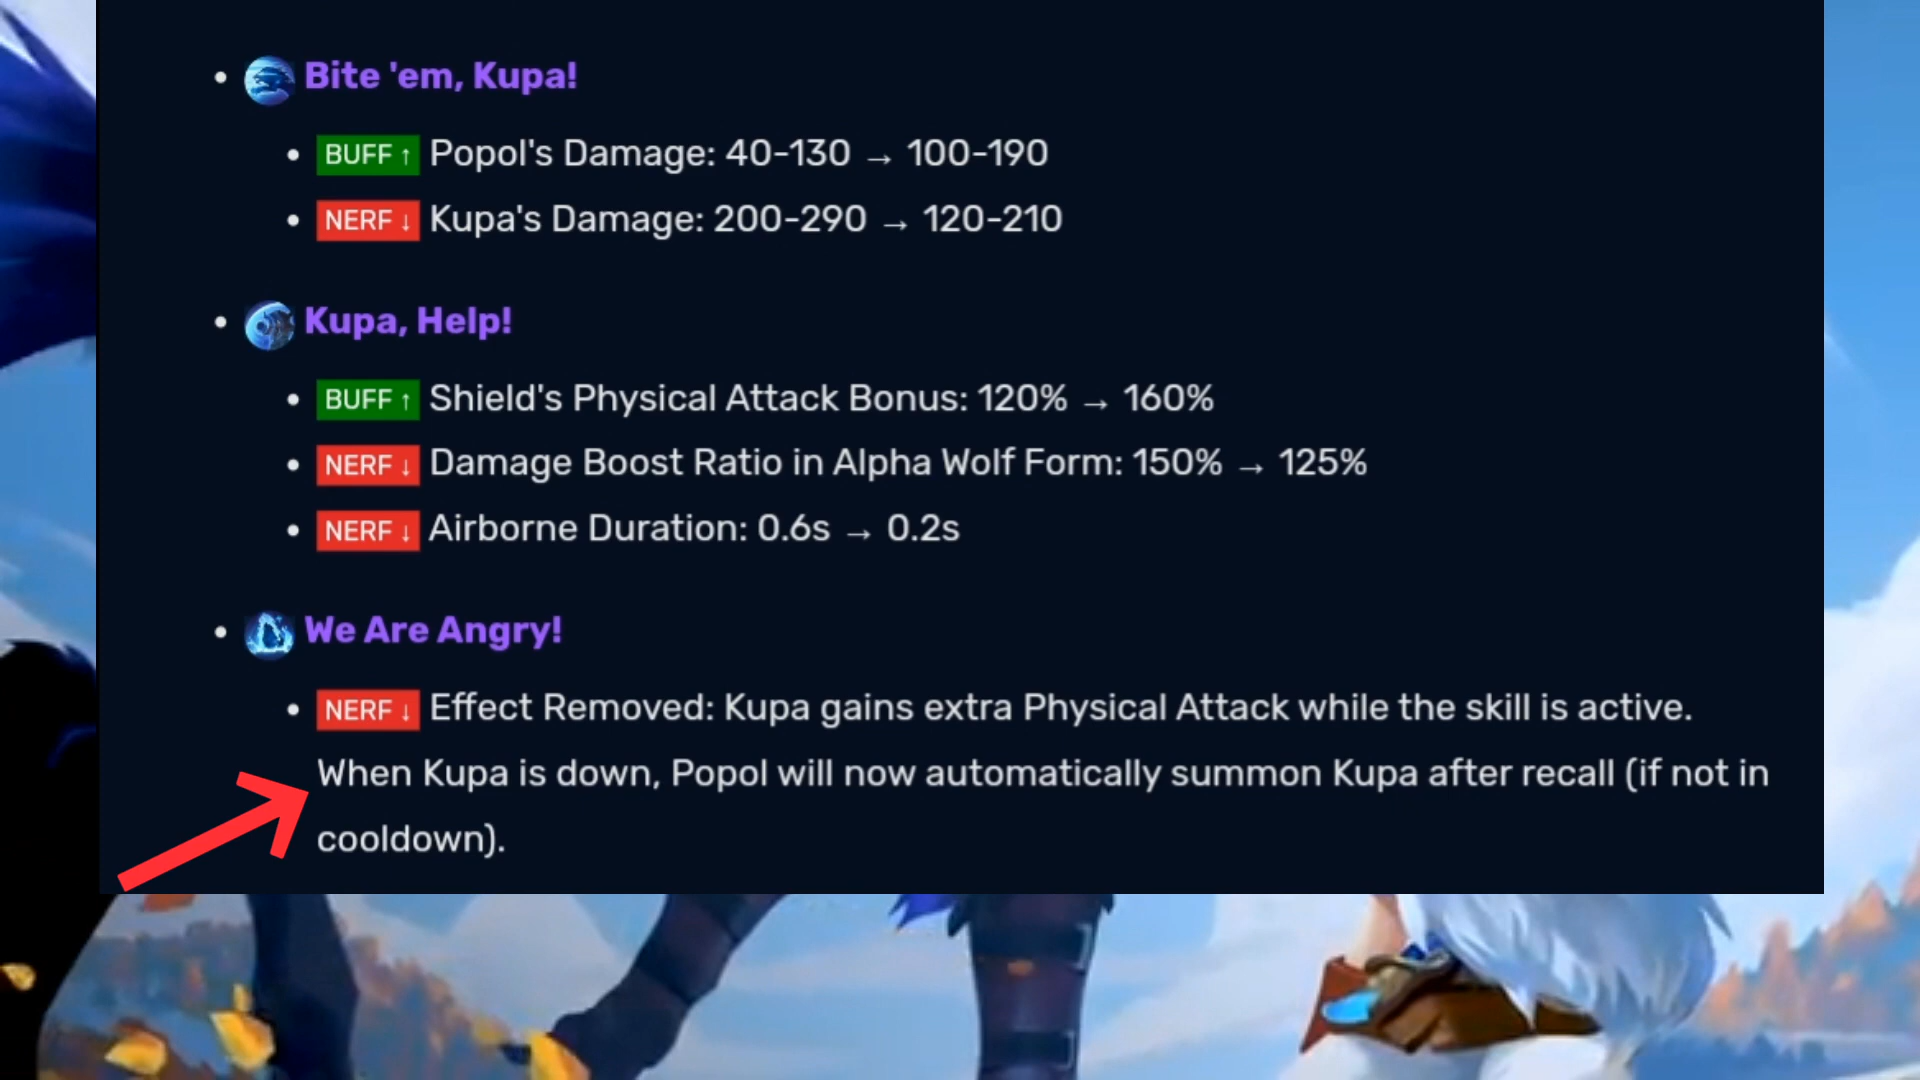 Bite 'em, Kupa!
BUFF ↑ Popol's Damage: 40-130 → 100-190
NERF ↓ Kupa's Damage: 200-290 → 120-210
Kupa, Help!
BUFF ↑ Shield's Physical Attack Bonus: 120% → 160%
NERF ↓ Damage Boost Ratio in Alpha Wolf Form: 150% → 125%
NERF ↓ Airborne Duration: 0.6s → 0.2s
We Are Angry!
NERF ↓ Effect Removed: Kupa gains extra Physical Attack while the skill is active.
When Kupa is down, Popol will now automatically summon Kupa after recall (if not in
cooldown).